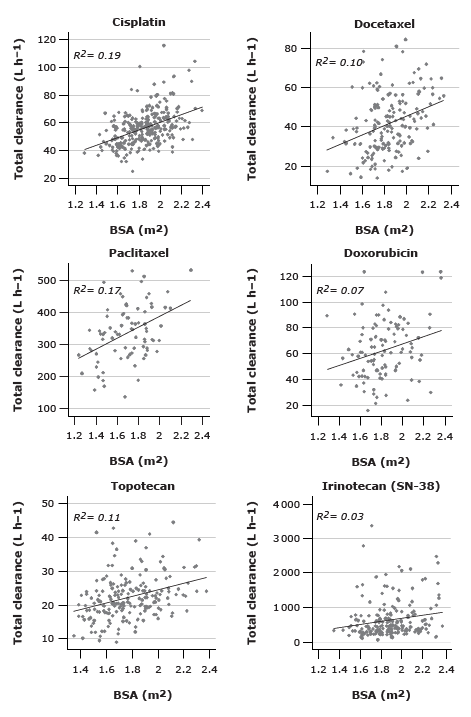 Cisplatin
Total clearance (L h–1)
120
100
80
60
40
20
R²= 0.19
1.2 1.4 1.6 1.8 2 2.2 2.4
BSA (m²)
Docetaxel
Total clearance (L h–1)
80
60
40
20
R²= 0.10
1.2 1.4 1.6 1.8 2 2.2 2.4
BSA (m²)
Paclitaxel
Total clearance (L h–1)
500
400
300
200
100
R²= 0.17
1.2 1.4 1.6 1.8 2 2.2 2.4
BSA (m²)
Doxorubicin
Total clearance (L h–1)
120
100
80
60
40
20
R²= 0.07
1.2 1.4 1.6 1.8 2 2.2 2.4
BSA (m²)
Topotecan
Total clearance (L h–1)
50
40
30
20
10
R²= 0.11
1.4 1.6 1.8 2 2.2 2.4
BSA (m²)
Irinotecan (SN-38)
Total clearance (L h–1)
4 000
3 000
2 000
1 000
0
R²= 0.03
1.2 1.4 1.6 1.8 2 2.2 2.4
BSA (m²)